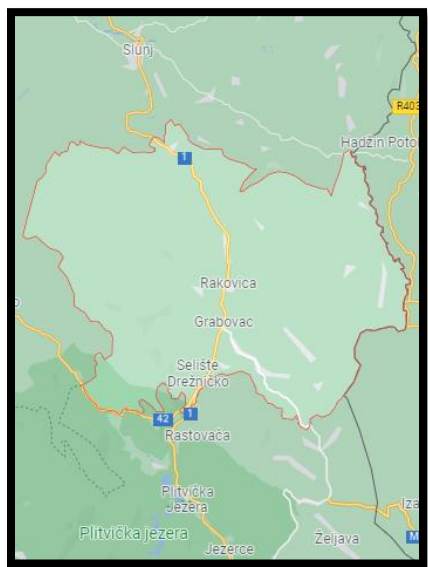 Slunj
R403
1
Hadžin Poto
Rakovica
Grabovac
Selište
Drežničko
42
1
Rastovača
Plitvička
Jezera
Iza
Plitvička jezera
Željava
M
Jezerce